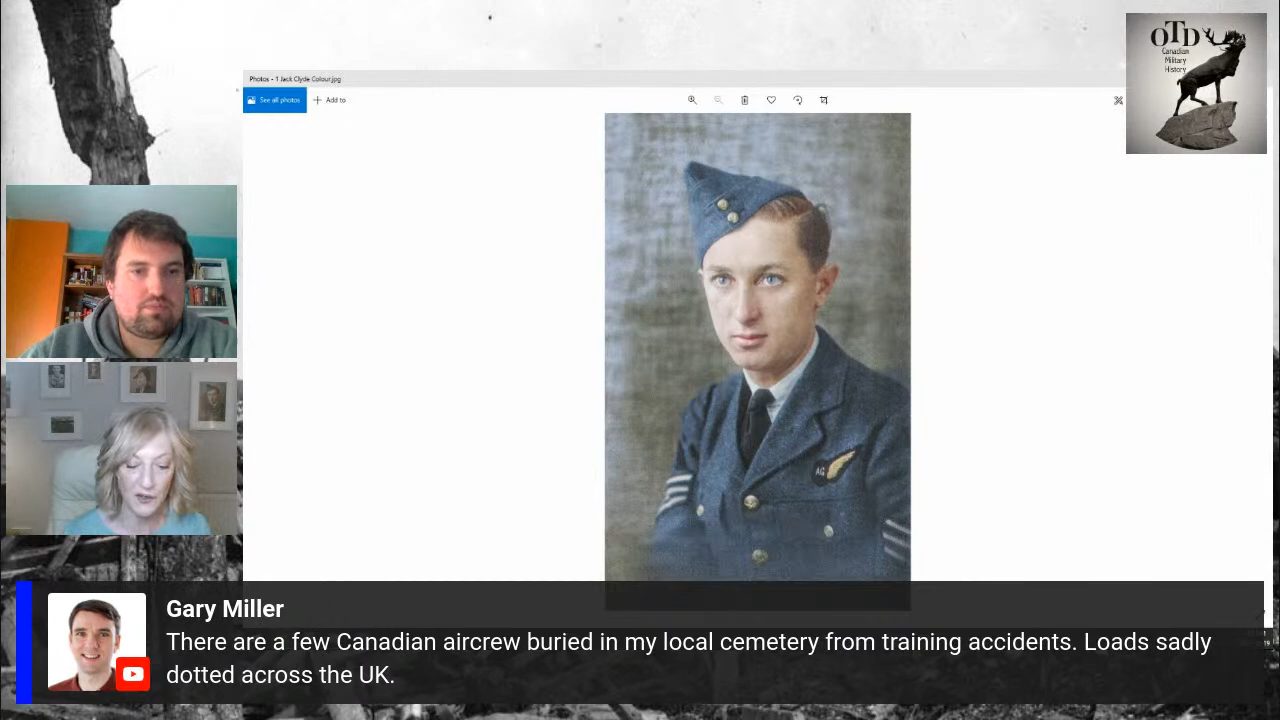 OTD
Canadian
Military
History
Photos - 1 Jack Clyde Colour.jpg
See all photos
Add to
AG
Gary Miller
There are a few Canadian aircrew buried in my local cemetery from training accidents. Loads sadly
dotted across the UK.